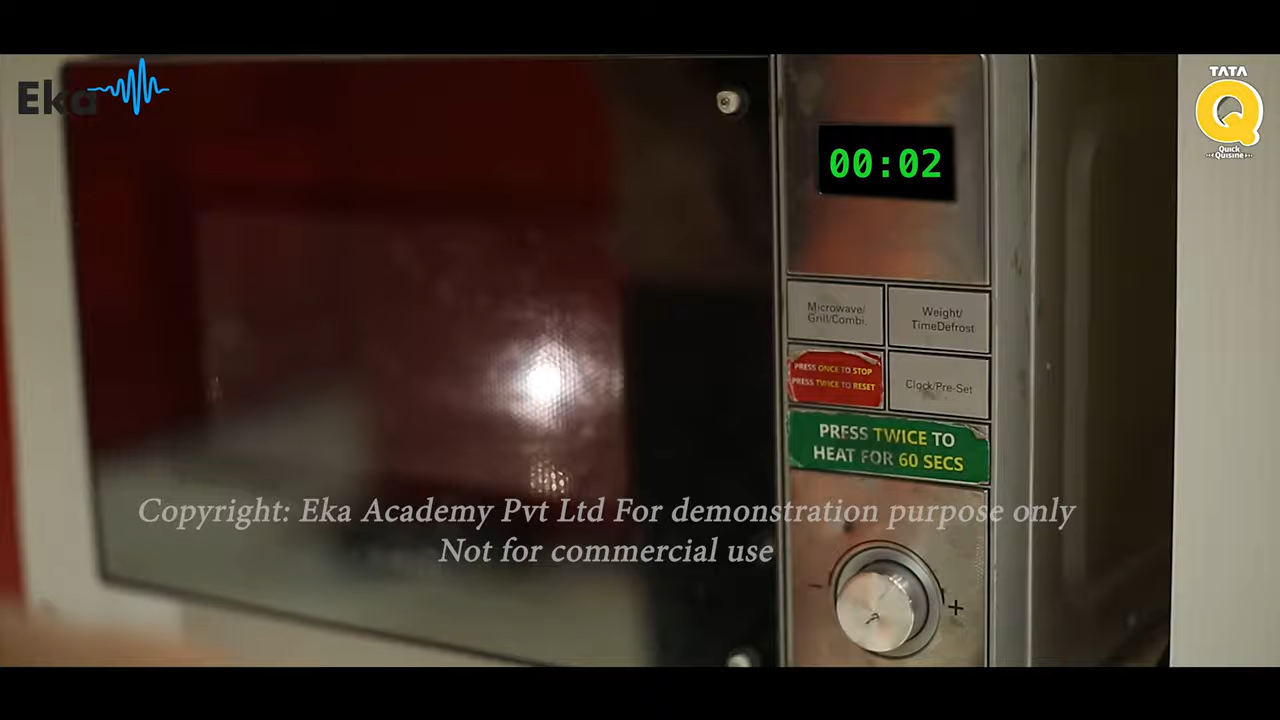 Eka
TATA
Q
Quick
Quisine
00:02
Microwave/
Grill/Combi.
Weight/
TimeDefrost
PRESS ONCE TO STOP
PRESS TWICE TO RESET
Clock/Pre-Set
PRESS TWICE TO
HEAT FOR 60 SECS
Copyright: Eka Academy Pvt Ltd For demonstration purpose only
Not for commercial use
- +